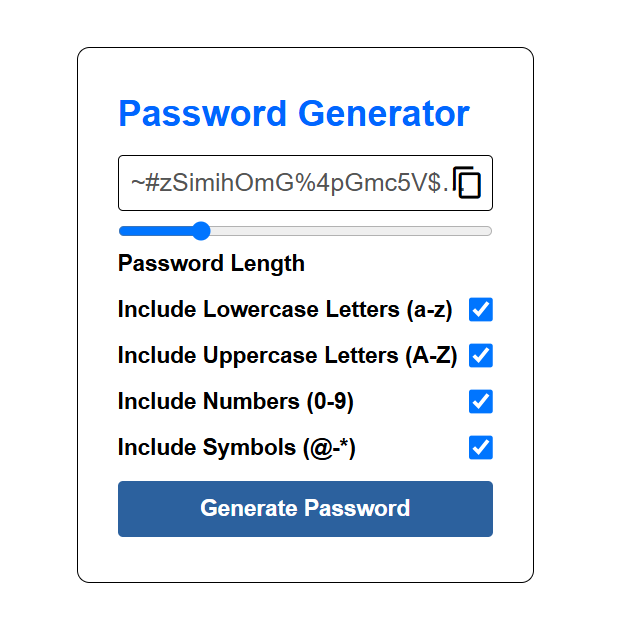 Password Generator
~#zSimihOmG%4pGmc5V$.
Password Length
Include Lowercase Letters (a-z)
Include Uppercase Letters (A-Z)
Include Numbers (0-9)
Include Symbols (@-*)
Generate Password